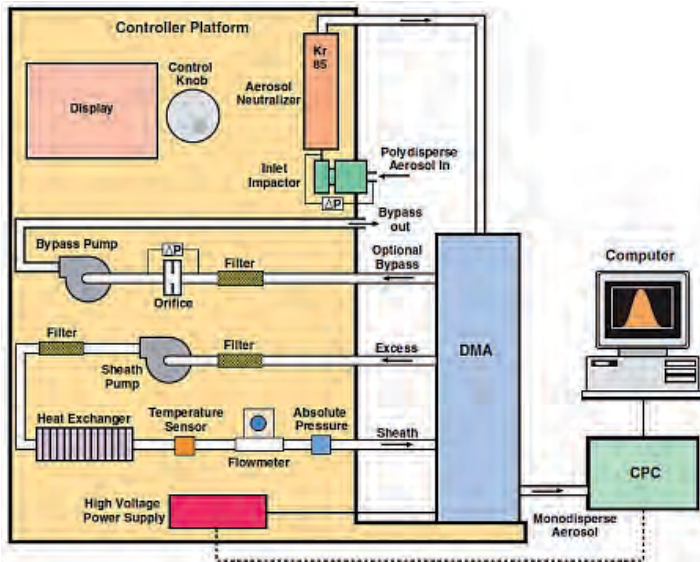 Controller Platform
Kr
85
Control
Knob
Display
Aerosol
Neutralizer
Polydisperse
Aerosol In
Inlet
Impactor
ΔP
Bypass
out
Bypass Pump
ΔP
Filter
Optional
Bypass
Orifice
Computer
Filter
Filter
Excess
DMA
Sheath
Pump
Heat Exchanger
Temperature
Sensor
Absolute
Pressure
Sheath
Flowmeter
CPC
High Voltage
Power Supply
Monodisperse
Aerosol